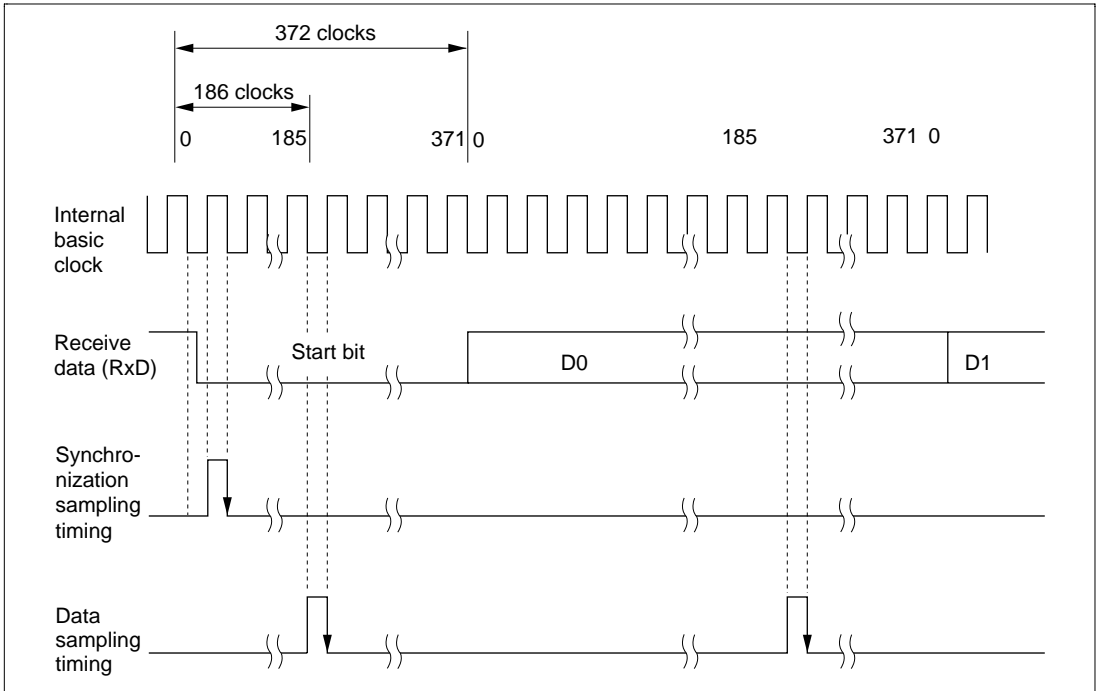 372 clocks
186 clocks
0 185 371 0 185 371 0
Internal
basic
clock
Receive
data (RxD)
Start bit
D0
D1
Synchro-
nization
sampling
timing
Data
sampling
timing